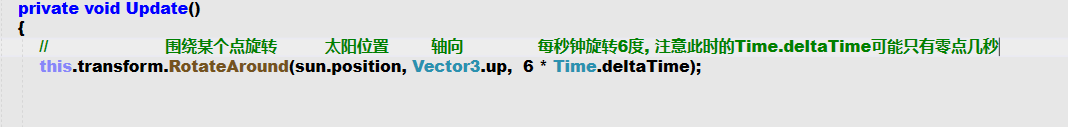 private void Update()
{
// 围绕某个点旋转 太阳位置 轴向 每秒钟旋转6度, 注意此时的Time.deltaTime可能只有零点几秒
this.transform.RotateAround(sun.position, Vector3.up, 6 * Time.deltaTime);